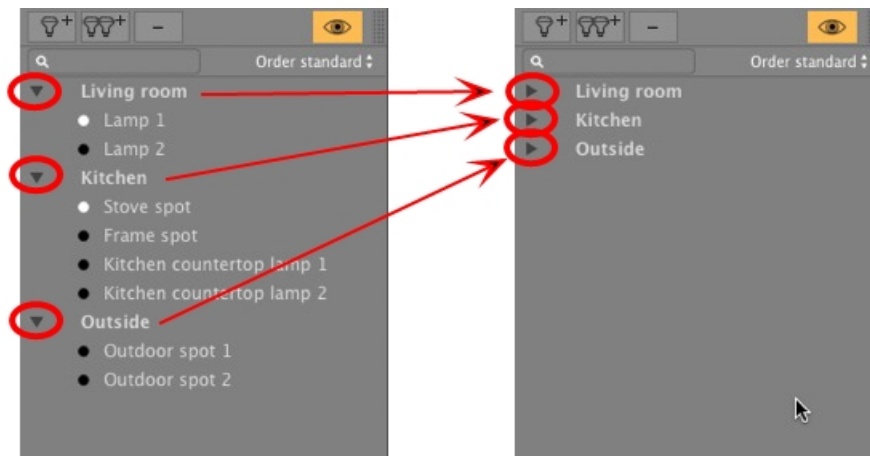 Order standard
Living room
Lamp 1
Lamp 2
Kitchen
Stove spot
Frame spot
Kitchen countertop lamp 1
Kitchen countertop lamp 2
Outside
Outdoor spot 1
Outdoor spot 2
Order standard
Living room
Kitchen
Outside